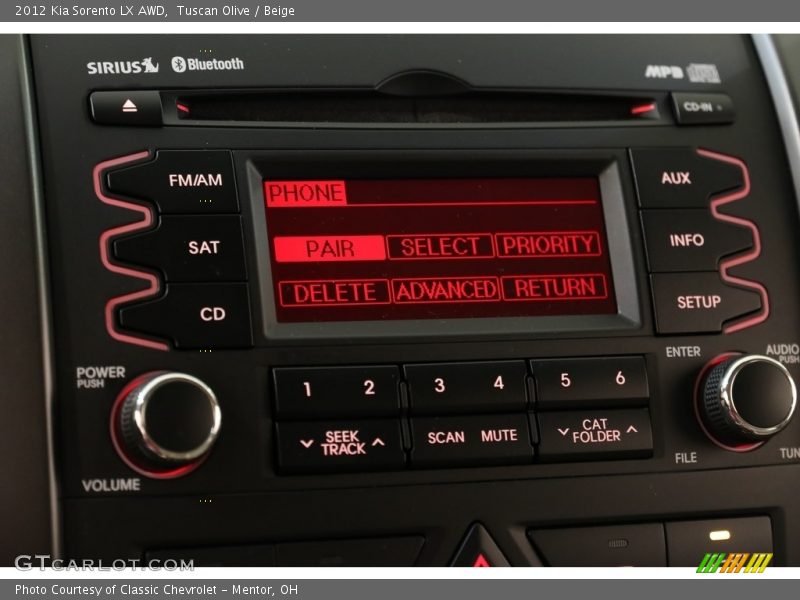 2012 Kia Sorento LX AWD,  Tuscan Olive / Beige
SIRIUS Bluetooth
MP3
CD-IN
FM/AM
SAT
CD
PHONE
PAIR SELECT PRIORITY
DELETE ADVANCED RETURN
AUX
INFO
SETUP
POWER
PUSH
VOLUME
1 2 3 4 5 6
SEEK
TRACK
SCAN MUTE
CAT
FOLDER
ENTER
AUDIO
PUSH
FILE
TUN
GTcarlot.com
Photo Courtesy of Classic Chevrolet - Mentor, OH